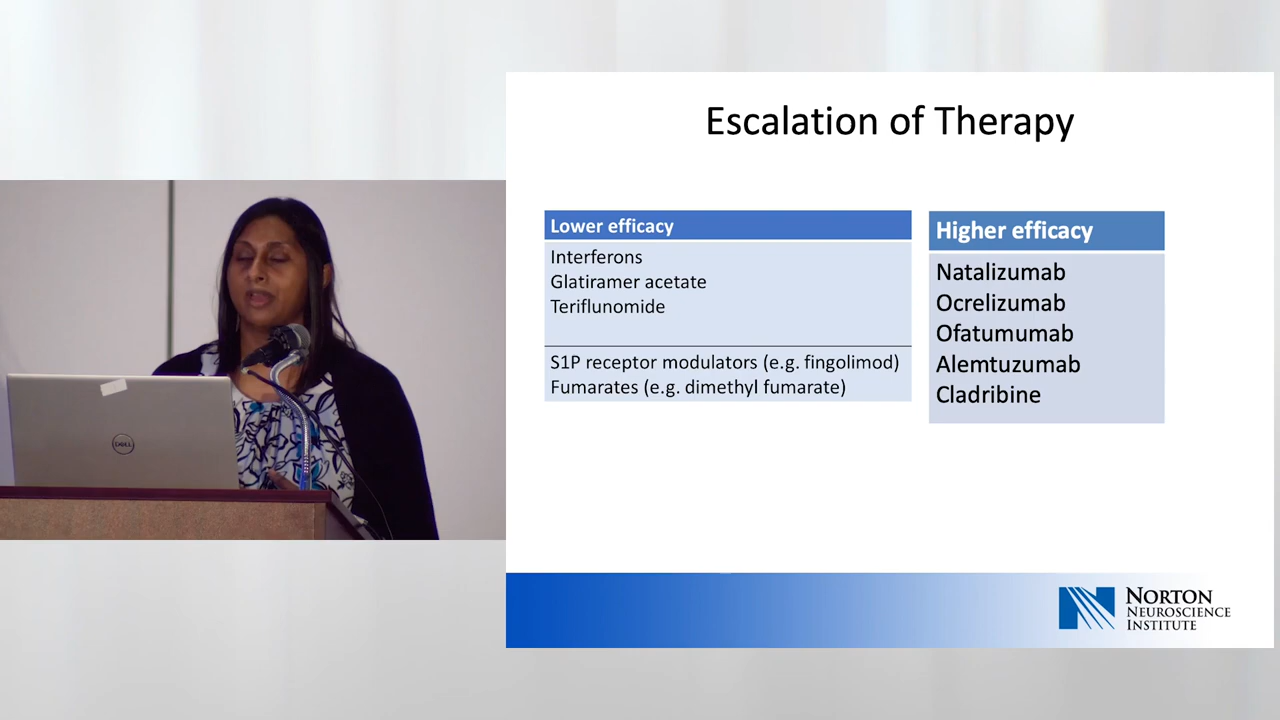 Escalation of Therapy
Lower efficacy
Interferons
Glatiramer acetate
Teriflunomide
S1P receptor modulators (e.g. fingolimod)
Fumarates (e.g. dimethyl fumarate)
Higher efficacy
Natalizumab
Ocrelizumab
Ofatumumab
Alemtuzumab
Cladribine
DELL
NORTON
NEUROSCIENCE
INSTITUTE